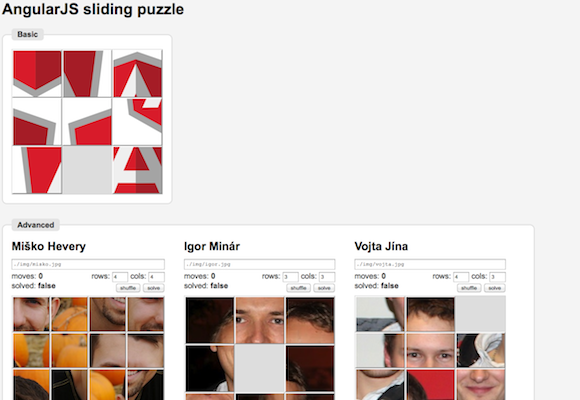 AngularJS sliding puzzle
Basic
Advanced
Miško Hevery
Igor Minár
Vojta Jína
./img/misko.jpg
./img/igor.jpg
./img/vojta.jpg
moves: 0 rows: 4 cols: 4
moves: 0 rows: 3 cols: 3
moves: 0 rows: 3 cols: 3
solved: false shuffle solve
solved: false shuffle solve
solved: false shuffle solve